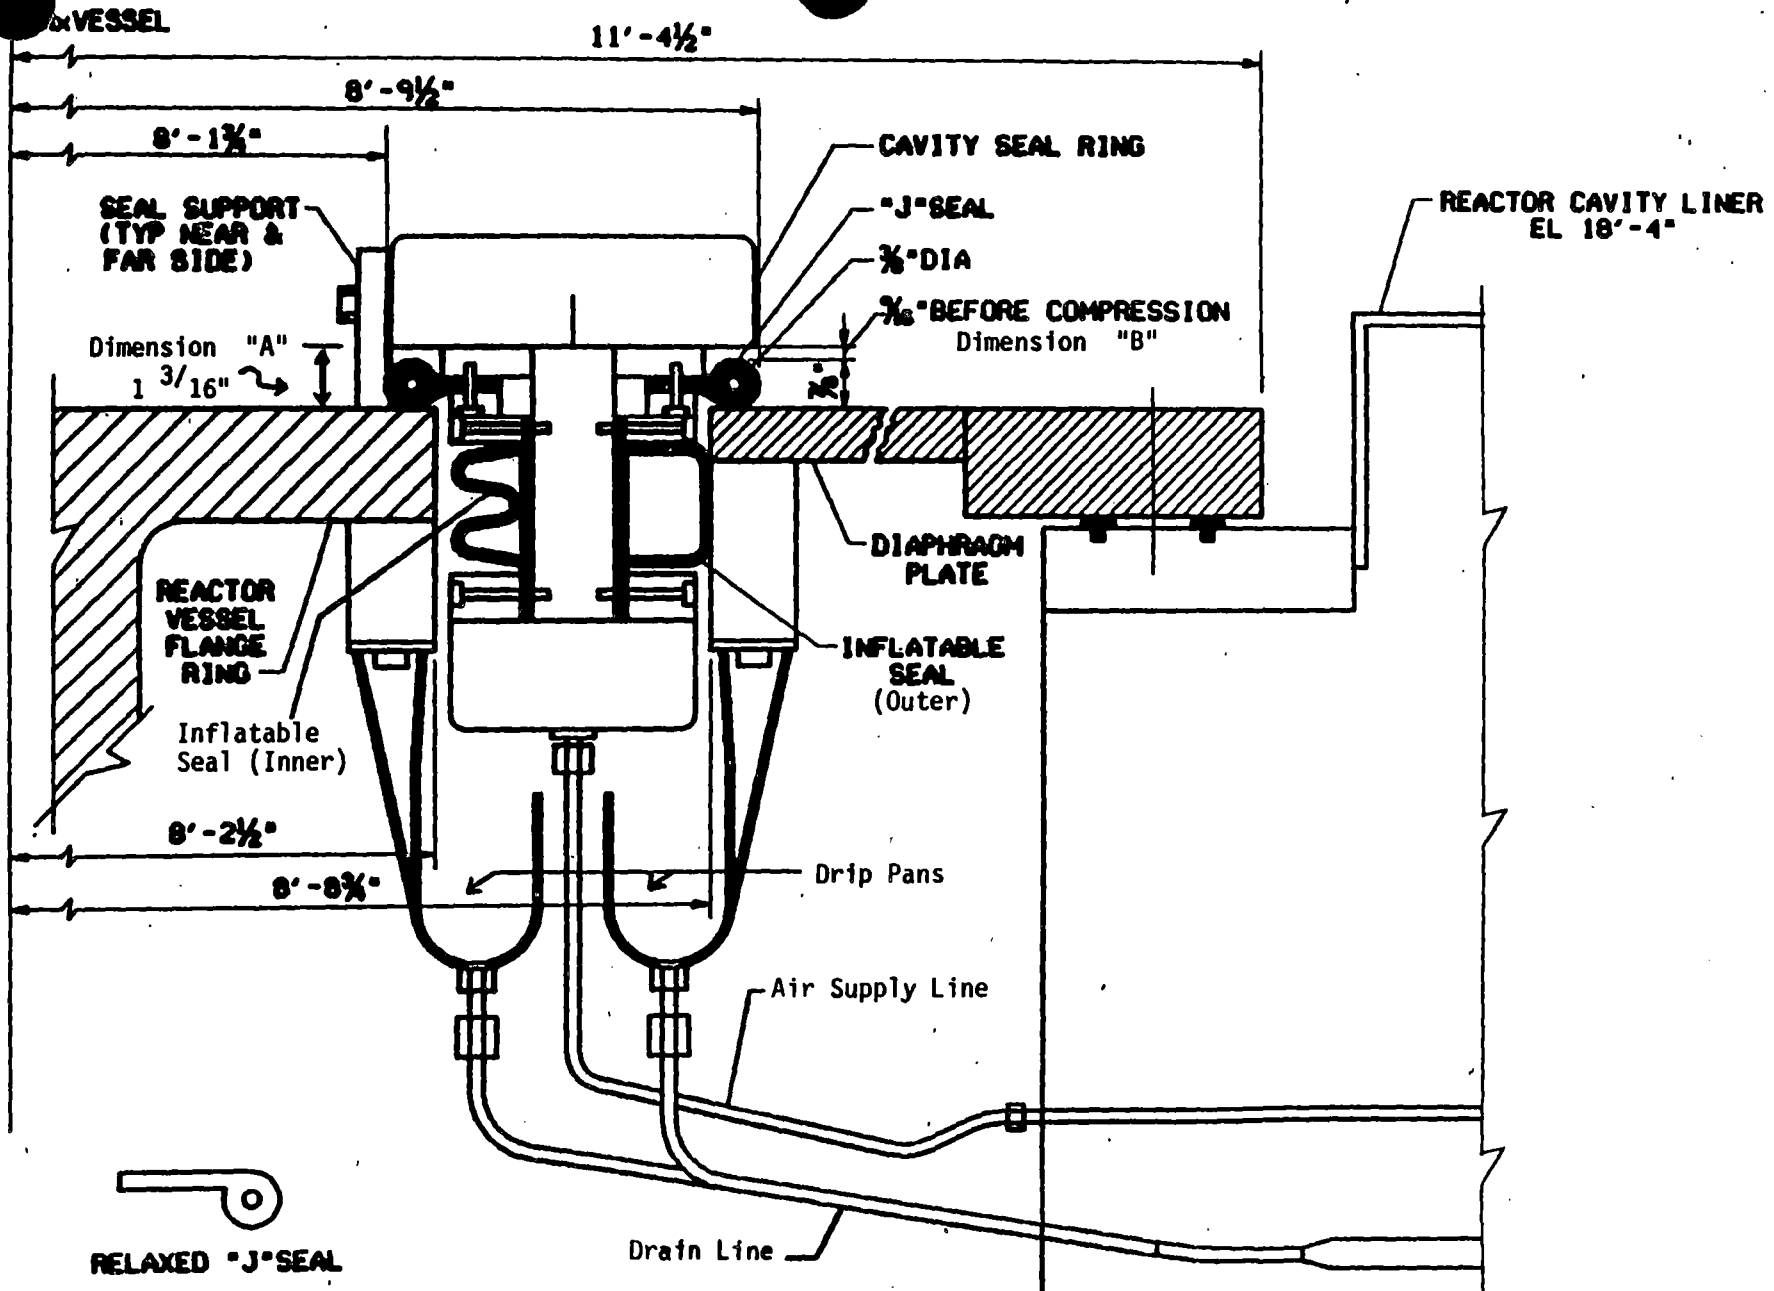 VESSEL
11'-4½"
8'-9½"
8'-1¾"
CAVITY SEAL RING
"J" SEAL
⅜" DIA
SEAL SUPPORT
(TYP NEAR &
FAR SIDE)
REACTOR CAVITY LINER
EL 18'-4"
BEFORE COMPRESSION
Dimension "B"
Dimension "A"
1 3/16"
⅞"
DIAPHRAGM
PLATE
REACTOR
VESSEL
FLANGE
RING
INFLATABLE
SEAL
(Outer)
Inflatable
Seal (Inner)
8'-2½"
8'-8¾"
Drip Pans
Air Supply Line
Drain Line
RELAXED "J" SEAL